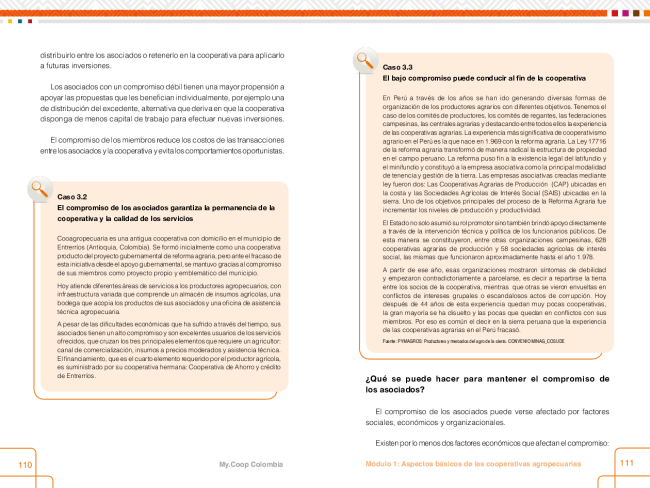 distribuirlo entre los asociados o retenerlo en la cooperativa para aplicarlo
a futuras inversiones.
Los asociados con un compromiso débil tienen una mayor propensión a
apoyar las propuestas que les benefician individualmente, por ejemplo una
de distribución del excedente, alternativa que deriva en que la cooperativa
disponga de menos capital de trabajo para efectuar nuevas inversiones.
El compromiso de los miembros reduce los costos de las transacciones
entre los asociados y la cooperativa y evita los comportamientos oportunistas.
Caso 3.2
El compromiso de los asociados garantiza la permanencia de la
cooperativa y la calidad de los servicios
Cooagropecuaria es una antigua cooperativa con domicilio en el municipio de
Entrerríos (Antioquia, Colombia). Se formó inicialmente como una cooperativa
producto del proyecto gubernamental de reforma agraria, pero ante el fracaso de
esta iniciativa desde el apoyo gubernamental, se mantuvo gracias al compromiso
de sus miembros como proyecto propio y emblemático del municipio.
Hoy atiende diferentes áreas de servicios a los productores agropecuarios, con
infraestructura variada que comprende un almacén de insumos agrícolas, una
bodega que acopia los productos de sus asociados y una oficina de asistencia
técnica agropecuaria.
A pesar de las dificultades económicas que ha sufrido a través del tiempo, sus
asociados tienen un alto compromiso y son excelentes usuarios de los servicios
ofrecidos, que cruzan los tres principales elementos que requiere un agricultor:
canal de comercialización, insumos a precios moderados y asistencia técnica.
El financiamiento, que es el cuarto elemento requerido por el productor agrícola,
es suministrado por su cooperativa hermana: Cooperativa de Ahorro y crédito
de Entrerríos.
110
My.Coop Colombia
Caso 3.3
El bajo compromiso puede conducir al fin de la cooperativa
En Perú a través de los años se han ido generando diversas formas de
organización de los productores agrarios con diferentes objetivos. Tenemos el
caso de los comités de productores, los comités de regantes, las federaciones
campesinas, las centrales agrarias y destacando entre todos ellos la experiencia
de las cooperativas agrarias. La experiencia más significativa de cooperativismo
agrario en el Perú es la que nace en 1.969 con la reforma agraria. La Ley 17716
de la reforma agraria transformó de manera radical la estructura de propiedad
en el campo peruano. La reforma puso fin a la existencia legal del latifundio y
el minifundio y constituyó a la empresa asociativa como la principal modalidad
de tenencia y gestión de la tierra. Las empresas asociativas creadas mediante
ley fueron dos: Las Cooperativas Agrarias de Producción (CAP) ubicadas en
la costa y las Sociedades Agrícolas de Interés Social (SAIS) ubicadas en la
sierra. Uno de los objetivos principales del proceso de la Reforma Agraria fue
incrementar los niveles de producción y productividad.
El Estado no solo asumió su rol promotor sino también brindó apoyo directamente
a través de la intervención técnica y política de los funcionarios públicos. De
esta manera se constituyeron, entre otras organizaciones campesinas, 628
cooperativas agrarias de producción y 58 sociedades agrícolas de interés
social, las mismas que funcionaron aproximadamente hasta el año 1.978.
A partir de ese año, esas organizaciones mostraron síntomas de debilidad
y empezaron contradictoriamente a parcelarse, es decir a repartirse la tierra
entre los socios de la cooperativa, mientras que otras se vieron envueltas en
conflictos de intereses grupales o escandalosos actos de corrupción. Hoy
después de 44 años de esta experiencia quedan muy pocas cooperativas,
la gran mayoría se ha disuelto y las pocas que quedan en conflictos con sus
miembros. Por eso es común el decir en la sierra peruana que la experiencia
de las cooperativas agrarias en el Perú fracasó.
Fuente: PYMAGROS. Productores y mercados del agro de la sierra. CONVENIO MINAG_COSUDE
¿Qué se puede hacer para mantener el compromiso de
los asociados?
El compromiso de los asociados puede verse afectado por factores
sociales, económicos y organizacionales.
Existen por lo menos dos factores económicos que afectan el compromiso:
Módulo 1: Aspectos básicos de las cooperativas agropecuarias
111